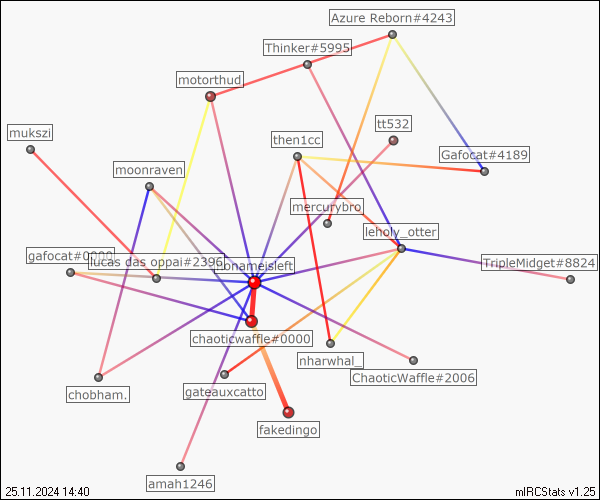 Azure Reborn#4243
Thinker#5995
motorthud
tt532
mukszi
then1cc
Gafocat#4189
moonraven
mercurybro
leholy_otter
gafocat#0000
lucas das oppai#2396
nonameisleft
TripleMidget#8824
chaoticwaffle#0000
nharwhal_
ChaoticWaffle#2006
chobham.
gateauxcatto
fakedingo
amah1246
25.11.2024 14:40
mIRCStats v1.25